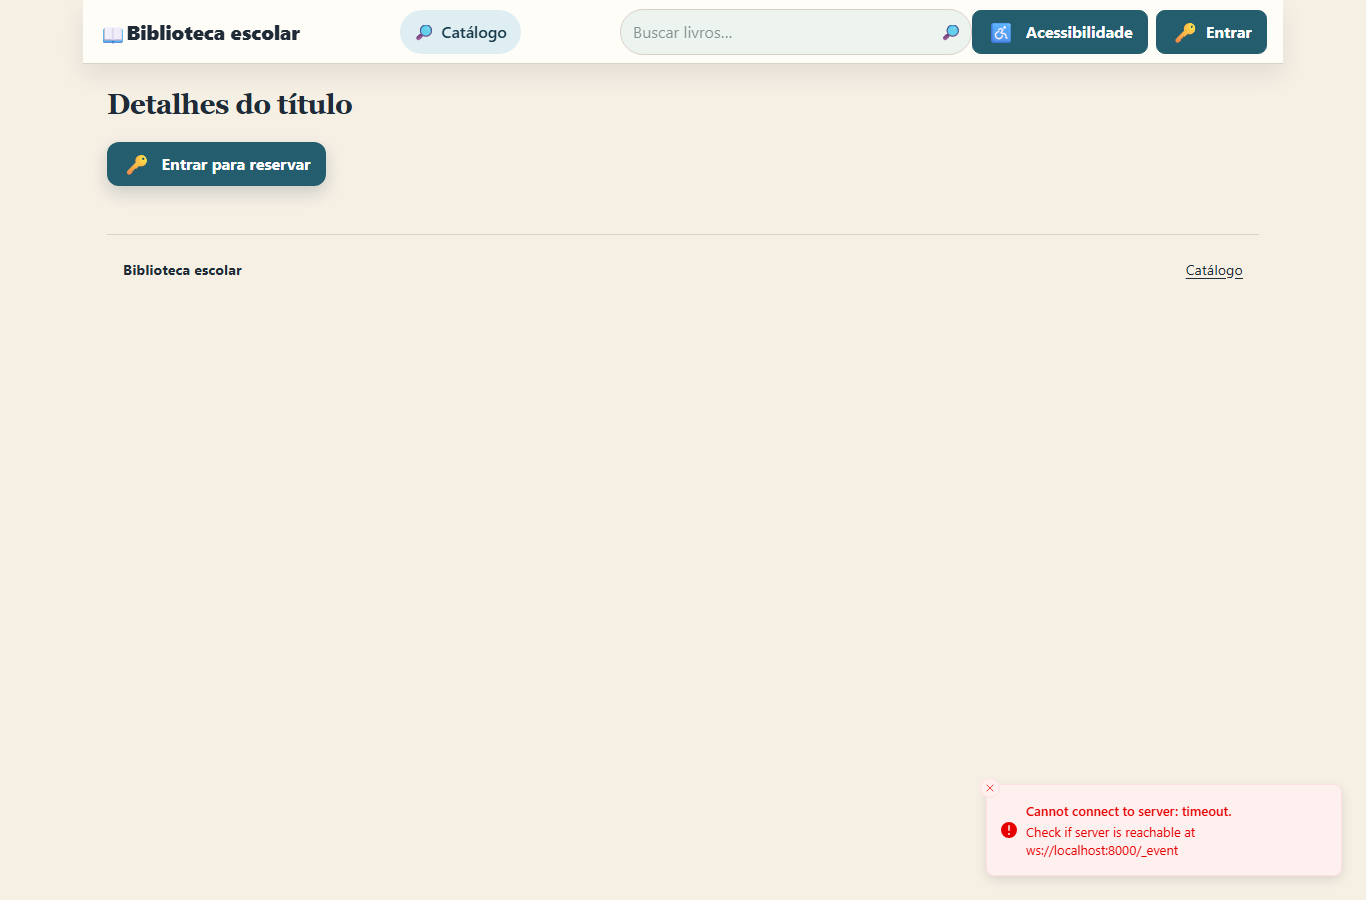 Biblioteca escolar
Catálogo
Buscar livros...
Acessibilidade
Entrar
Detalhes do título
Entrar para reservar
Biblioteca escolar
Catálogo
Cannot connect to server: timeout.
Check if server is reachable at
ws://localhost:8000/_event